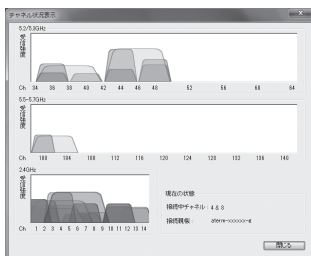 チャネル状況表示
5.2/5.3GHz
受信強度
Ch 34 36 38 40 42 44 46 48 52 56 60 64
5.5-5.7GHz
受信強度
Ch 100 104 108 112 116 120 124 128 132 136 140
2.4GHz
受信強度
Ch 1 2 3 4 5 6 7 8 9 10 11 12 13 14
現在の状態
接続中チャネル : 4 & 8
接続親機 : aterm-xxxxxx-g
閉じる